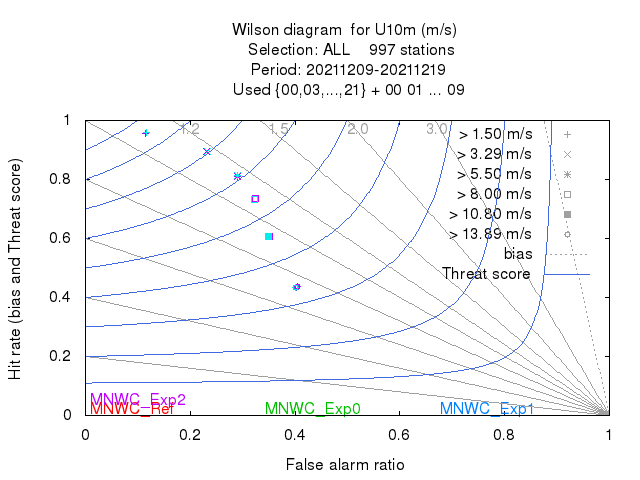 Wilson diagram  for U10m (m/s)
Selection: ALL    997 stations
Period: 20211209-20211219
Used {00,03,...,21} + 00 01 ... 09
1.2 1.5 2.0 3.0
> 1.50 m/s
> 3.29 m/s
> 5.50 m/s
> 8.00 m/s
> 10.80 m/s
> 13.89 m/s
bias
Threat score
1
0.8
0.6
0.4
0.2
0
Hit rate (bias and Threat score)
MNWC_Exp2
MNWC_Ref MNWC_Exp0 MNWC_Exp1
0 0.2 0.4 0.6 0.8 1
False alarm ratio